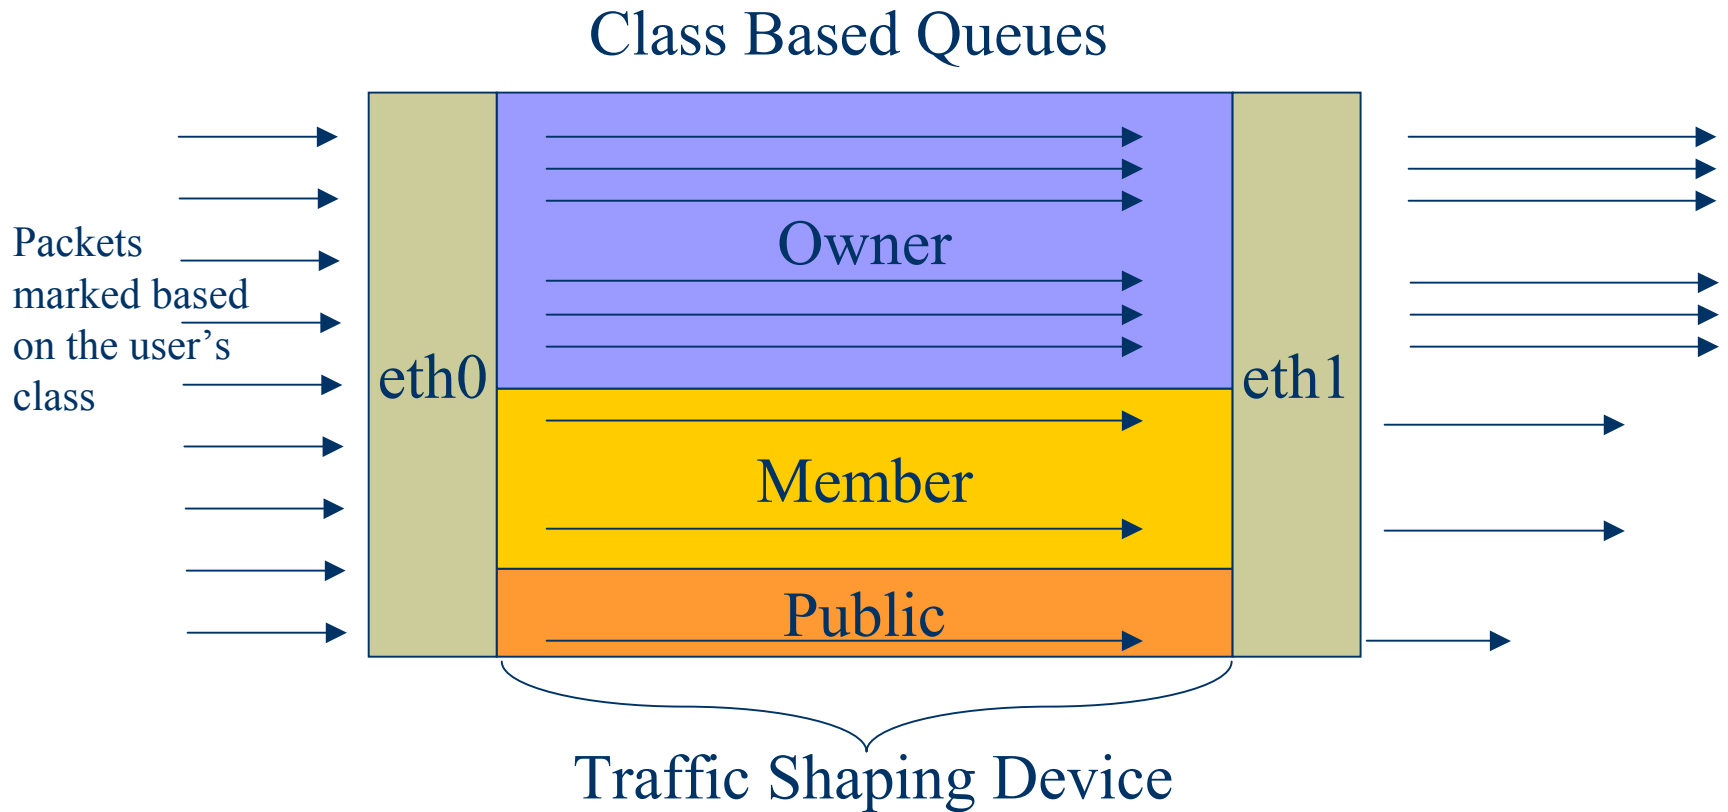 Class Based Queues
Packets
marked based
on the user’s
class
eth0
Owner
Member
Public
eth1
Traffic Shaping Device